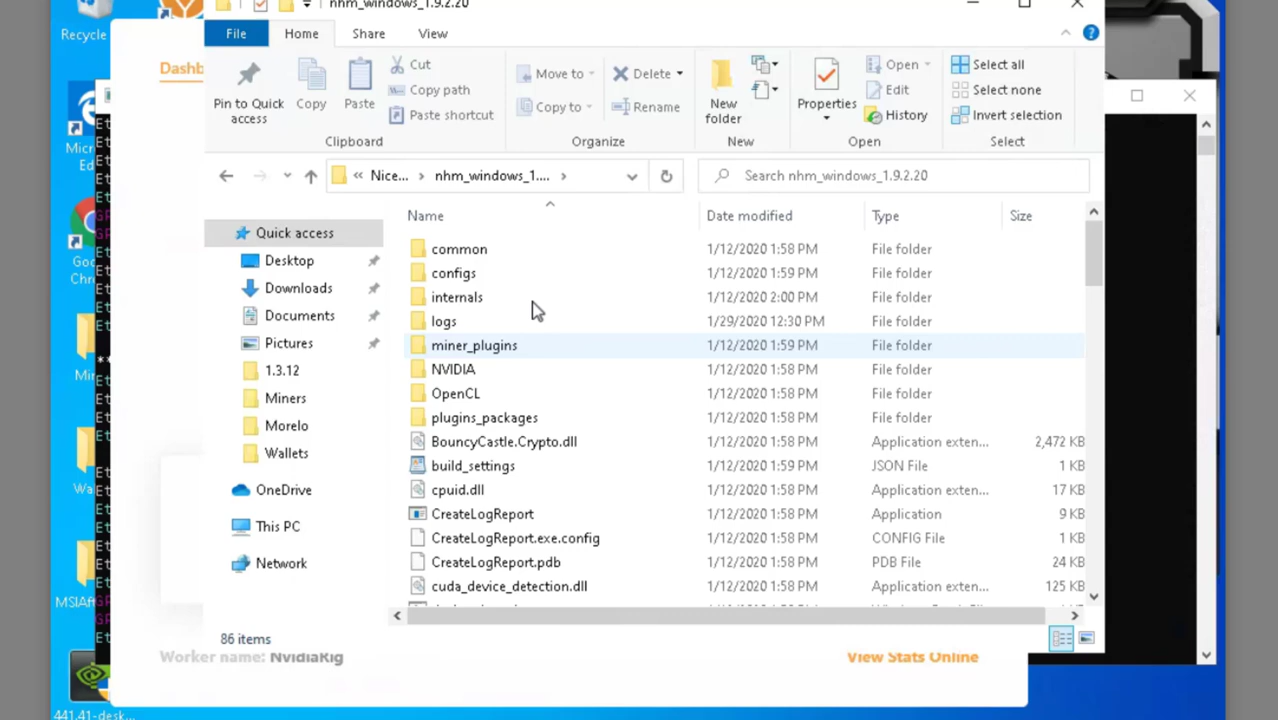 nhm_windows_1.9.2.20
File
Home
Share
View
Pin to Quick
access
Copy
Paste
Cut
Copy path
Paste shortcut
Clipboard
Move to
Copy to
Delete
Rename
Organize
New
folder
New
Properties
Open
Edit
History
Open
Select all
Select none
Invert selection
Select
« Nice... › nhm_windows_1.... ›
Search nhm_windows_1.9.2.20
Quick access
Desktop
Downloads
Documents
Pictures
1.3.12
Miners
Morelo
Wallets
OneDrive
This PC
Network
Name Date modified Type Size
common 1/12/2020 1:58 PM File folder
configs 1/12/2020 1:59 PM File folder
internals 1/12/2020 2:00 PM File folder
logs 1/29/2020 12:30 PM File folder
miner_plugins 1/12/2020 1:59 PM File folder
NVIDIA 1/12/2020 1:58 PM File folder
OpenCL 1/12/2020 1:58 PM File folder
plugins_packages 1/12/2020 1:58 PM File folder
BouncyCastle.Crypto.dll 1/12/2020 1:58 PM Application exten... 2,472 KB
build_settings 1/12/2020 1:59 PM JSON File 1 KB
cpuid.dll 1/12/2020 1:58 PM Application exten... 17 KB
CreateLogReport 1/12/2020 1:58 PM Application 9 KB
CreateLogReport.exe.config 1/12/2020 1:58 PM CONFIG File 1 KB
CreateLogReport.pdb 1/12/2020 1:58 PM PDB File 24 KB
cuda_device_detection.dll 1/12/2020 1:58 PM Application exten... 125 KB
86 items
Recycle
Dashb
Micr
Ed
Goo
Chr
Min
Wa
MSIAft
441.41-desk...
Worker name: NvidiaRig
View Stats Online